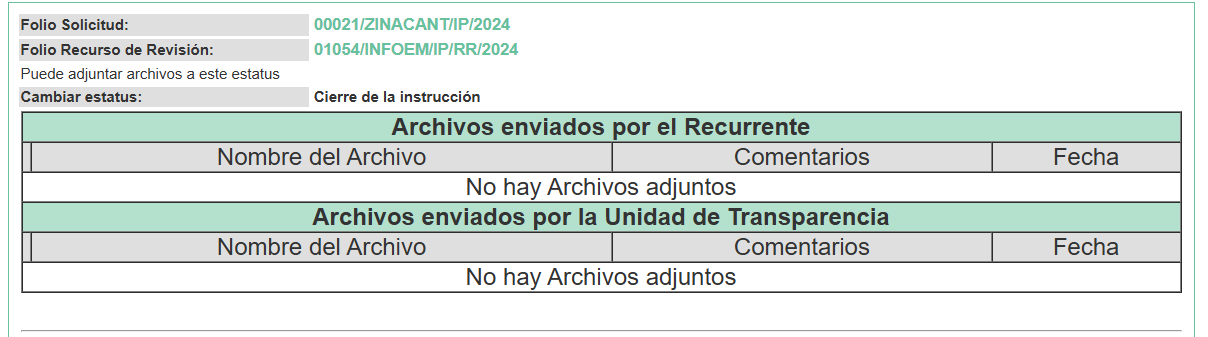 Folio Solicitud: 00021/ZINACANT/IP/2024
Folio Recurso de Revisión: 01054/INFOEM/IP/RR/2024
Puede adjuntar archivos a este estatus
Cambiar estatus: Cierre de la instrucción
Archivos enviados por el Recurrente
Nombre del Archivo Comentarios Fecha
No hay Archivos adjuntos
Archivos enviados por la Unidad de Transparencia
Nombre del Archivo Comentarios Fecha
No hay Archivos adjuntos